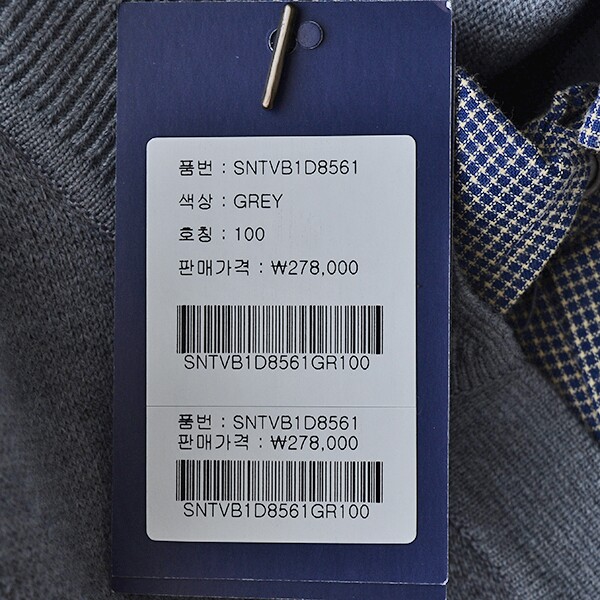 품번 : SNTVB1D8561
색상 : GREY
호칭 : 100
판매가격 : ₩278,000
SNTVB1D8561GR100
품번 : SNTVB1D8561
판매가격 : ₩278,000
SNTVB1D8561GR100